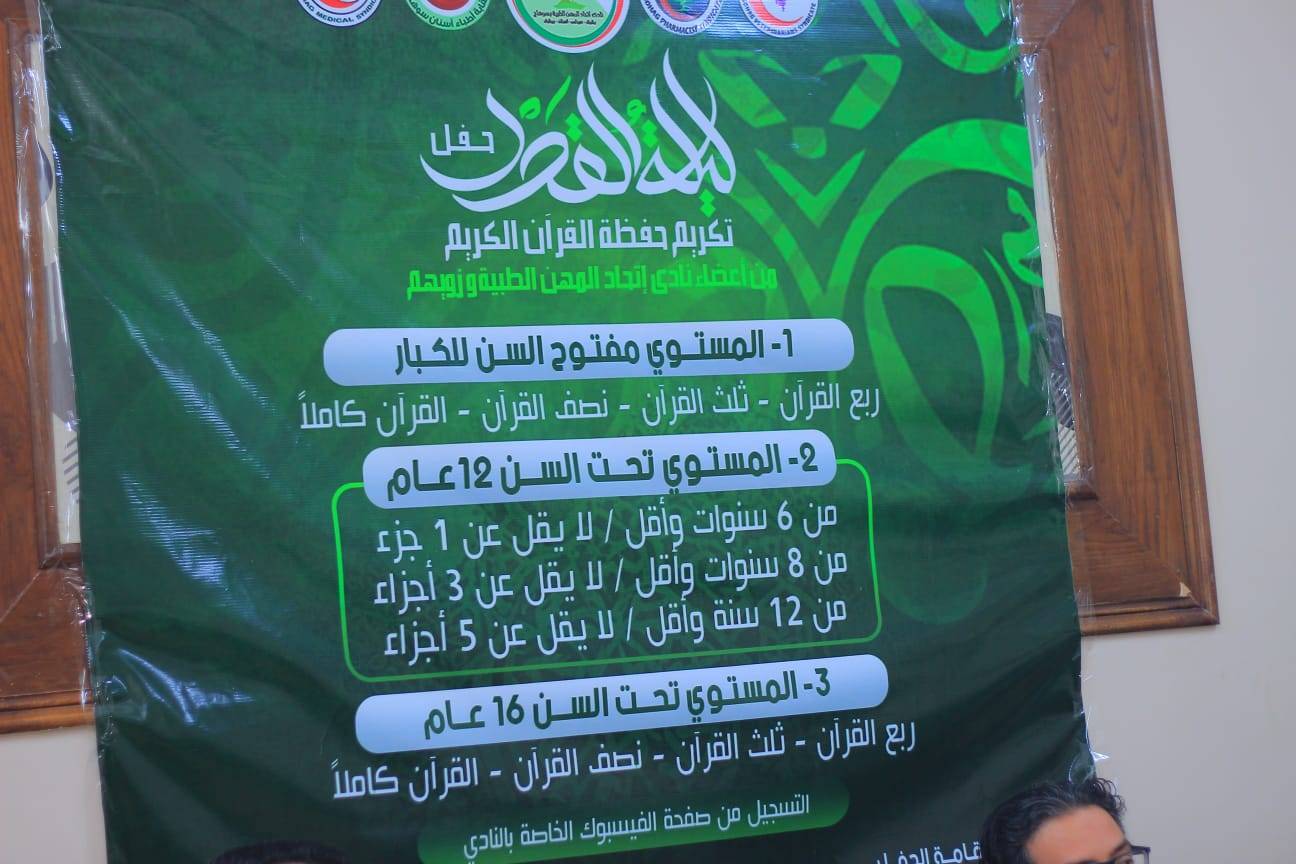 حفل ليلة القدر
تكريم حفظة القرآن الكريم
من أعضاء نادى إتحاد المهن الطبية و زويهم
1- المستوي مفتوح السن للكبار
ربع القرآن - ثلث القرآن - نصف القرآن - القرآن كاملاً
2- المستوي تحت السن 12 عام
من 6 سنوات وأقل / لا يقل عن 1 جزء
من 8 سنوات وأقل / لا يقل عن 3 أجزاء
من 12 سنة وأقل / لا يقل عن 5 أجزاء
3- المستوي تحت السن 16 عام
ربع القرآن - ثلث القرآن - نصف القرآن - القرآن كاملاً
التسجيل من صفحة الفيسبوك الخاصة بالنادي